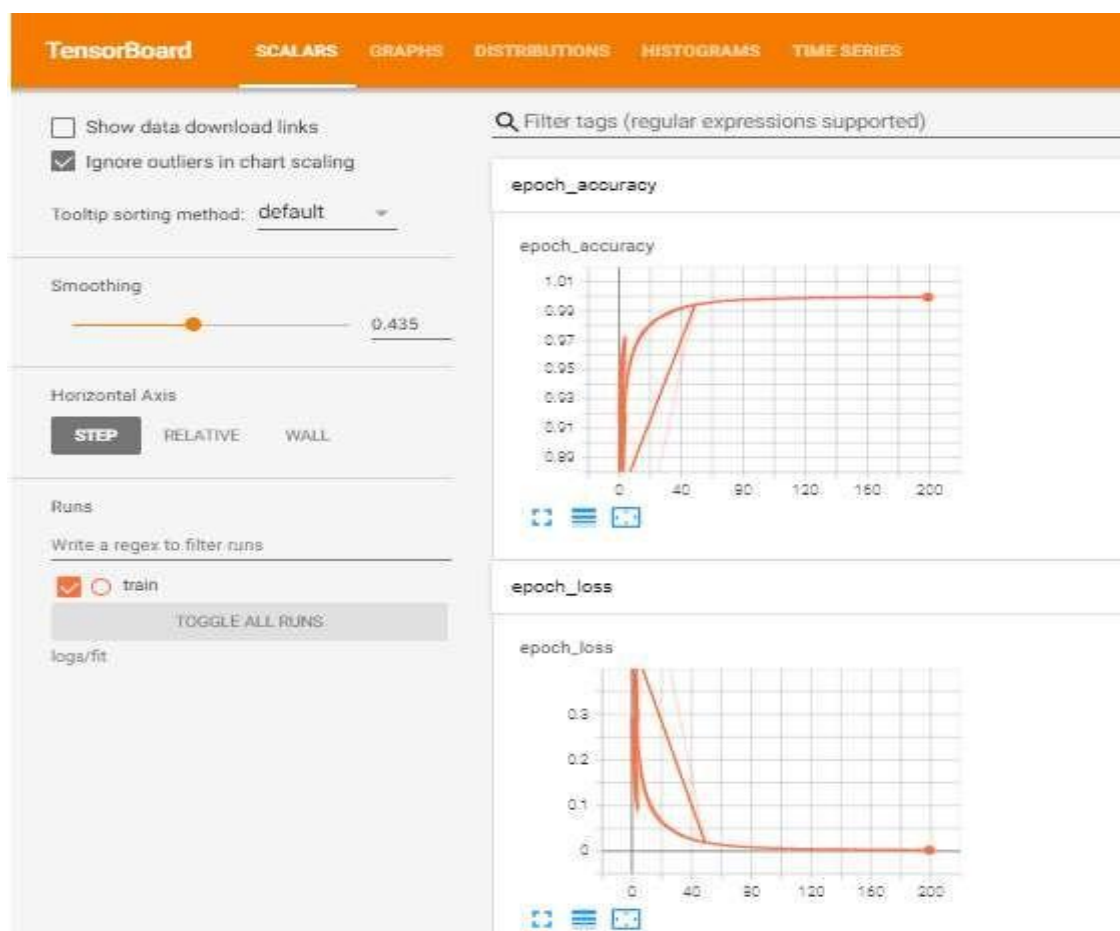 TensorBoard SCALARS GRAPHS DISTRIBUTIONS HISTOGRAMS TIME SERIES
Show data download links
Ignore outliers in chart scaling
Tooltip sorting method: default
Smoothing
0.435
Horizontal Axis
STEP RELATIVE WALL
Runs
Write a regex to filter runs
train
TOGGLE ALL RUNS
logs/fit
Filter tags (regular expressions supported)
epoch_accuracy
epoch_accuracy
1.01
0.99
0.97
0.95
0.93
0.91
0.89
0 40 80 120 160 200
epoch_loss
epoch_loss
0.3
0.2
0.1
0
0 40 80 120 160 200